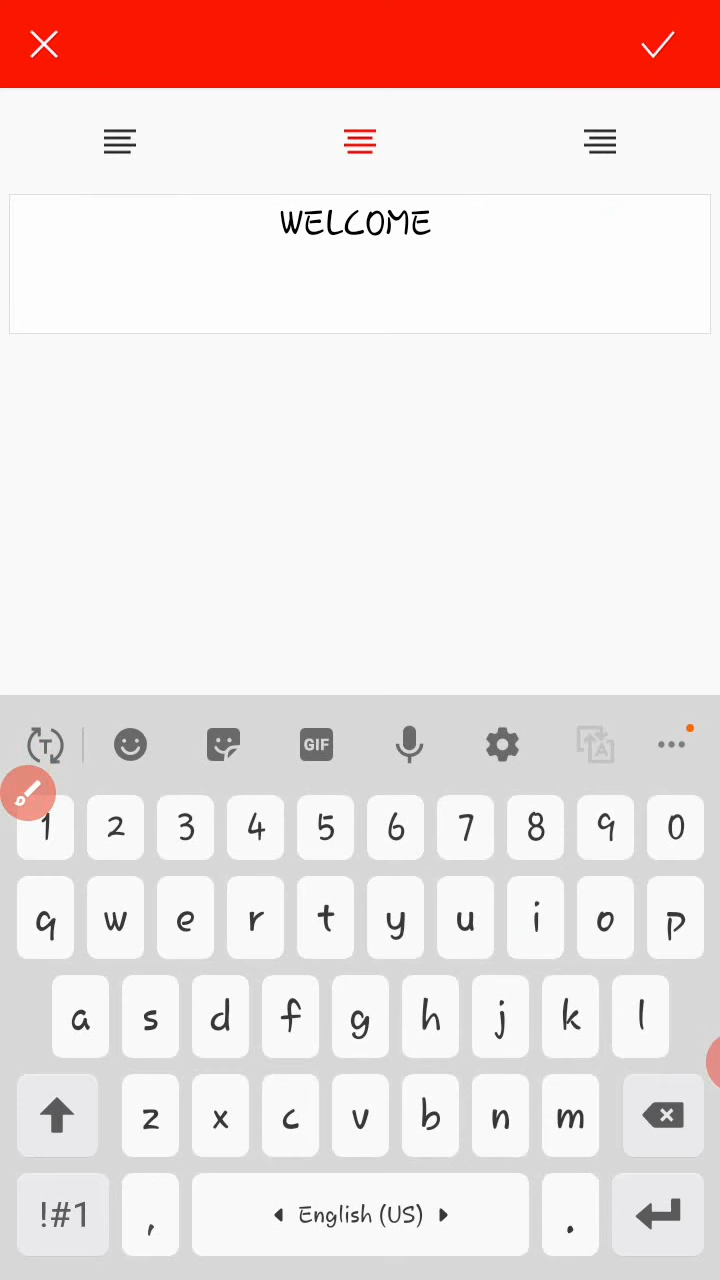 WELCOME
T
GIF
A
1 2 3 4 5 6 7 8 9 0
q w e r t y u i o p
a s d f g h j k l
z x c v b n m
!#1 , English (US) .